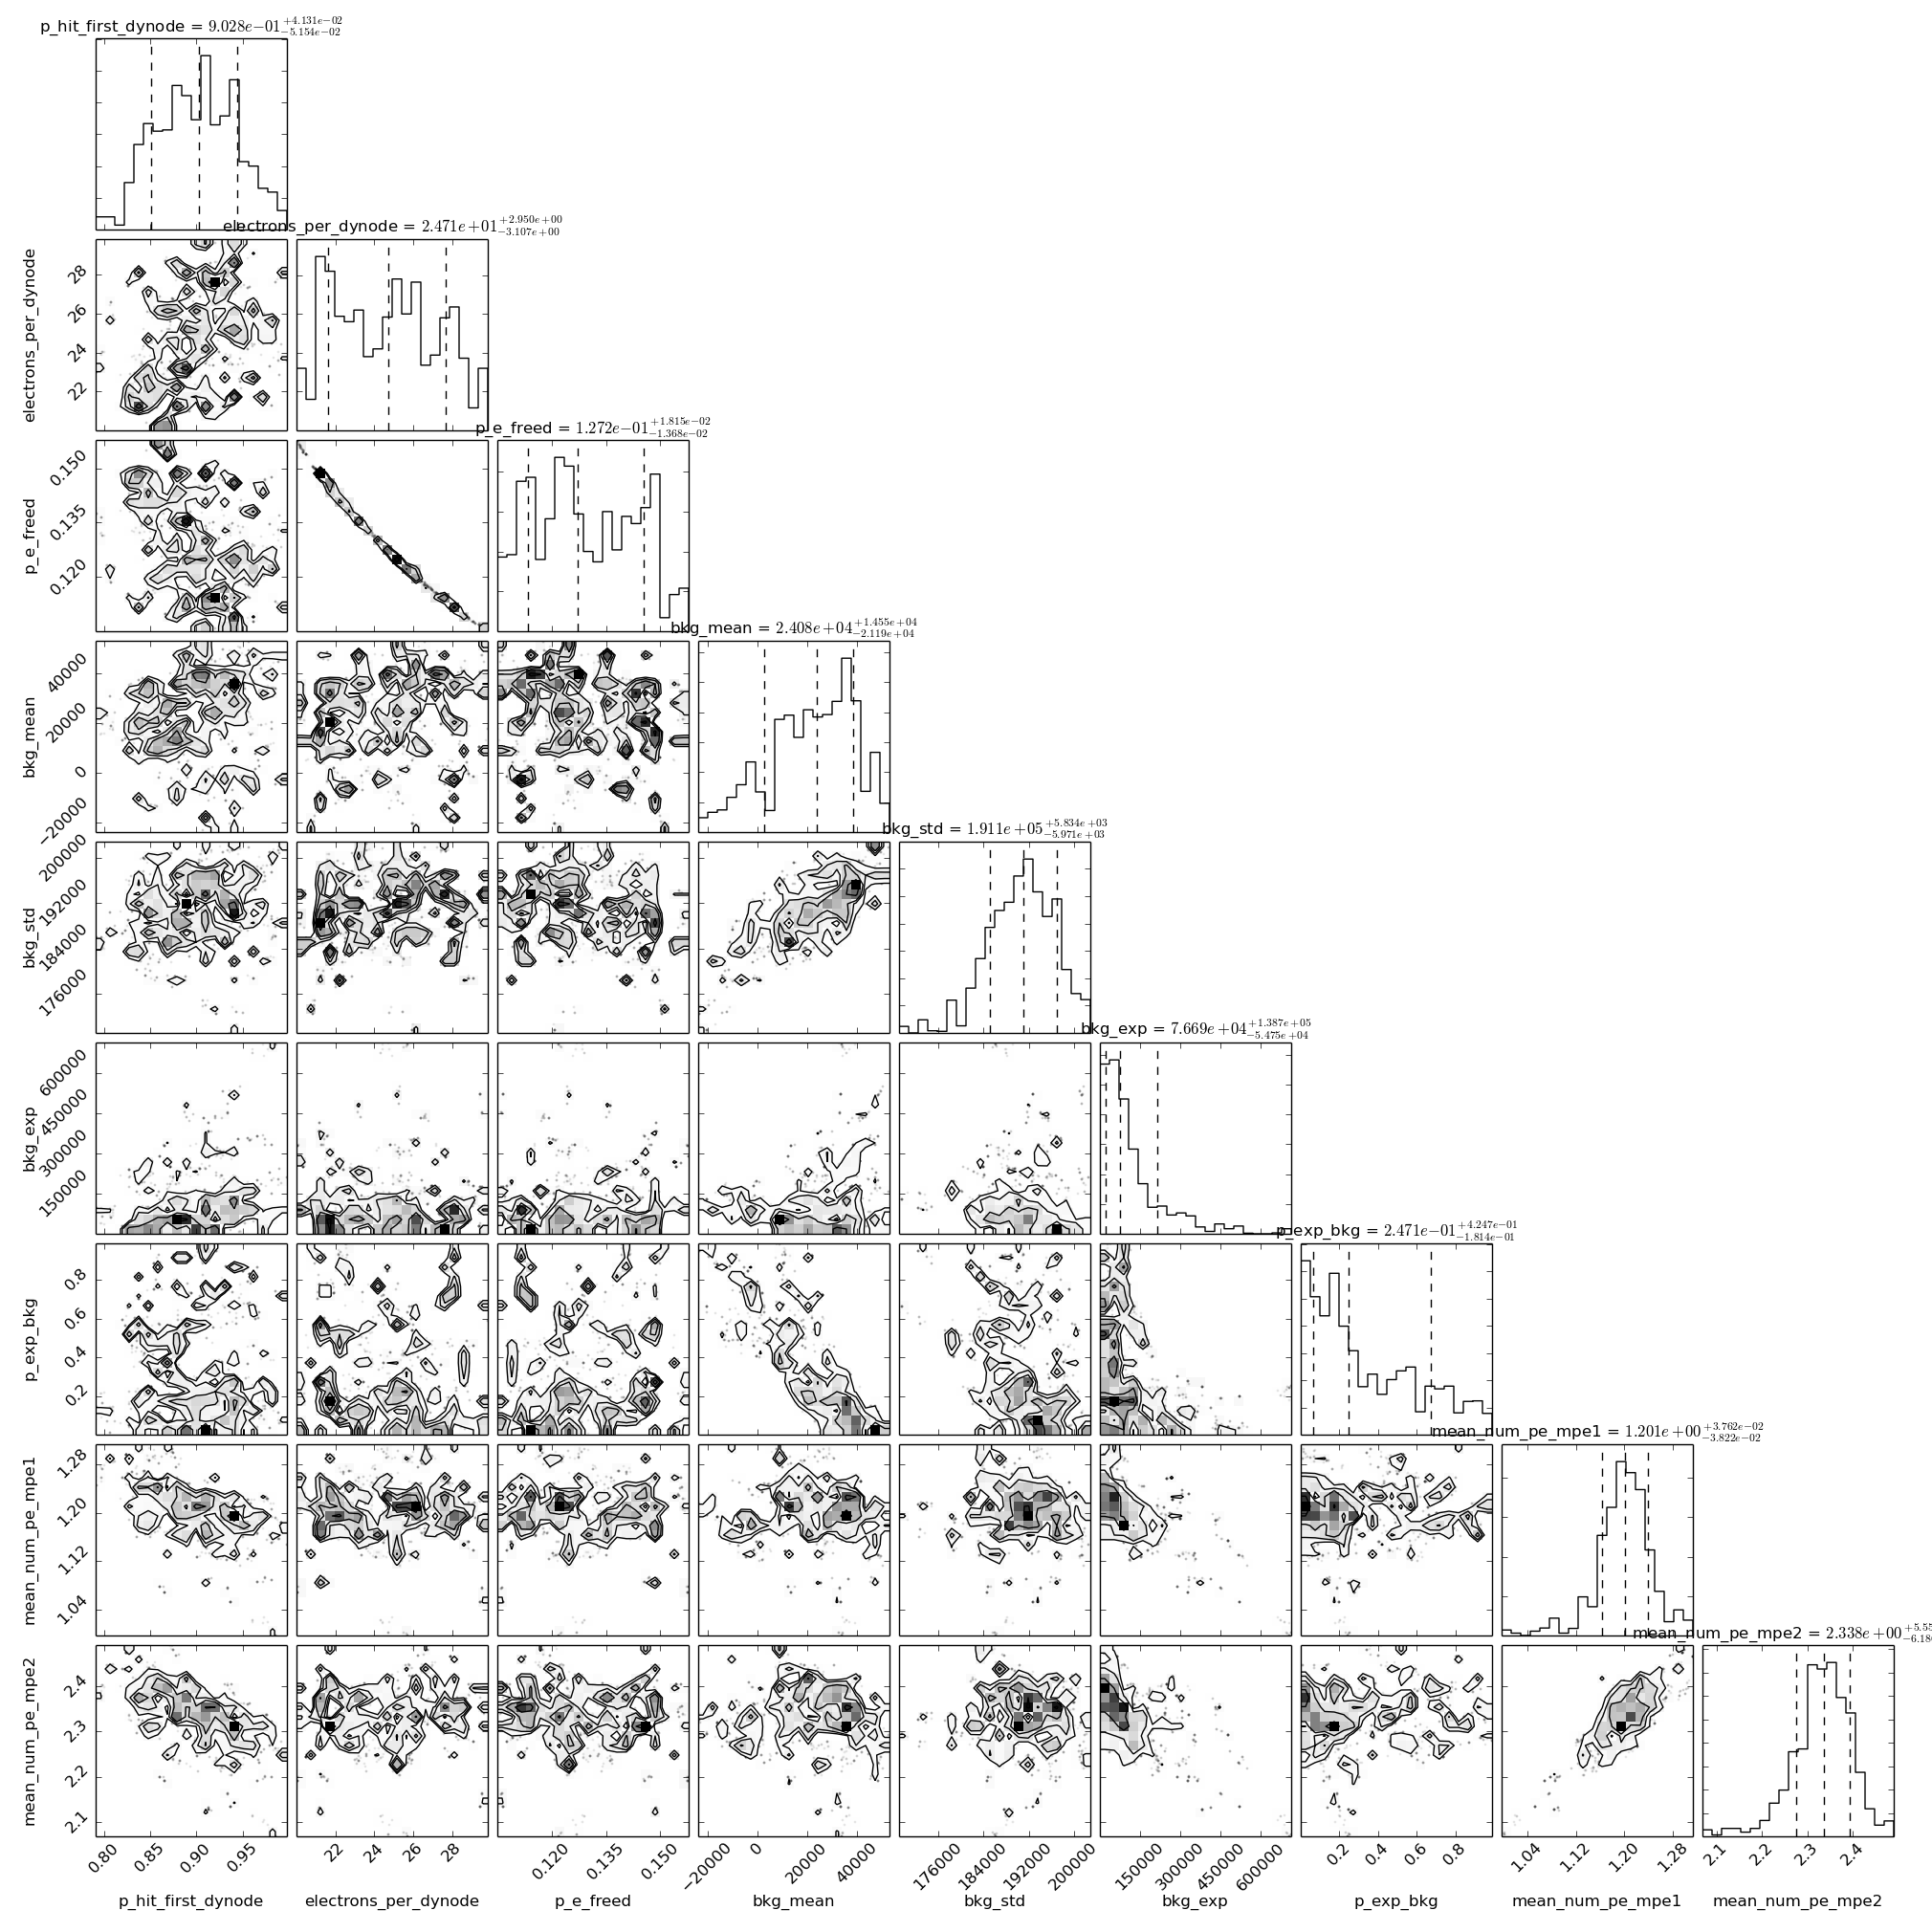 p_hit_first_dynode = 9.028e−01 +4.131e−02 −5.154e−02
electrons_per_dynode = 2.471e+01 +2.950e+00 −3.107e+00
electrons_per_dynode
28
26
24
22
p_e_freed = 1.272e−01 +1.815e−02 −1.368e−02
p_e_freed
0.150
0.135
0.120
bkg_mean = 2.408e+04 +1.455e+04 −2.119e+04
bkg_mean
40000
20000
0
−20000
bkg_std = 1.911e+05 +5.834e+03 −5.971e+03
bkg_std
200000
192000
184000
176000
bkg_exp = 7.669e+04 +1.387e+05 −5.475e+04
bkg_exp
600000
450000
300000
150000
p_exp_bkg = 2.471e−01 +4.247e−01 −1.814e−01
p_exp_bkg
0.8
0.6
0.4
0.2
mean_num_pe_mpe1 = 1.201e+00 +3.762e−02 −3.822e−02
mean_num_pe_mpe1
1.28
1.20
1.12
1.04
mean_num_pe_mpe2 = 2.338e+00
mean_num_pe_mpe2
2.4
2.3
2.2
2.1
0.80 0.85 0.90 0.95 22 24 26 28 0.120 0.135 0.150 −20000 0 20000 40000 176000 184000 192000 200000 150000 300000 450000 600000 0.2 0.4 0.6 0.8 1.04 1.12 1.20 1.28 2.1 2.2 2.3 2.4
p_hit_first_dynode electrons_per_dynode p_e_freed bkg_mean bkg_std bkg_exp p_exp_bkg mean_num_pe_mpe1 mean_num_pe_mpe2